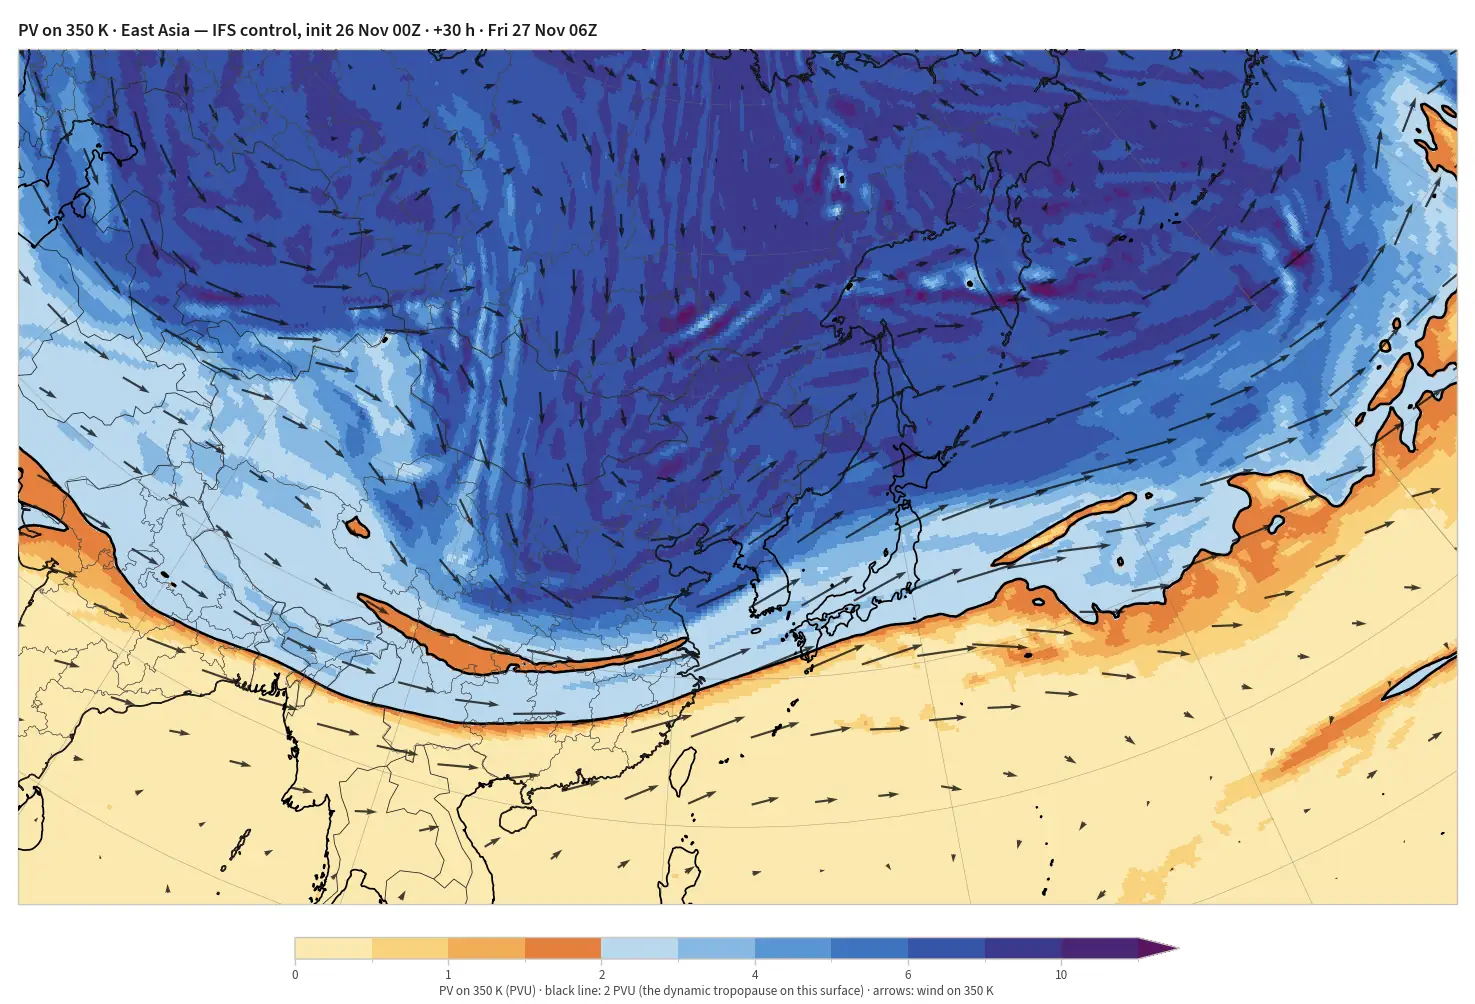 PV on 350 K · East Asia — IFS control, init 26 Nov 00Z · +30 h · Fri 27 Nov 06Z
0 1 2 4 6 10
PV on 350 K (PVU) · black line: 2 PVU (the dynamic tropopause on this surface) · arrows: wind on 350 K